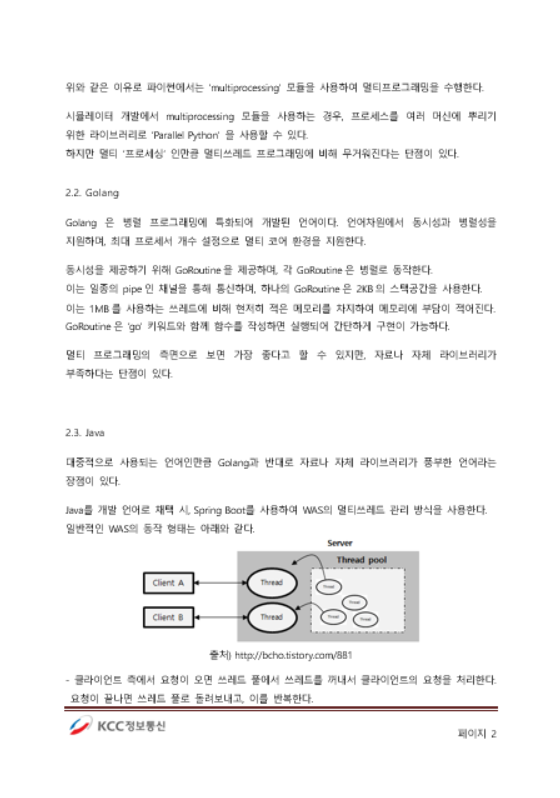 위와 같은 이유로 파이썬에서는 'multiprocessing' 모듈을 사용하여 멀티프로그래밍을 수행한다.
시뮬레이터 개발에서 multiprocessing 모듈을 사용하는 경우, 프로세스를 여러 머신에 뿌리기
위한 라이브러리로 'Parallel Python' 을 사용할 수 있다.
하지만 멀티 '프로세싱' 인만큼 멀티쓰레드 프로그래밍에 비해 무거워진다는 단점이 있다.
2.2. Golang
Golang 은 병렬 프로그래밍에 특화되어 개발된 언어이다. 언어차원에서 동시성과 병렬성을
지원하며, 최대 프로세서 개수 설정으로 멀티 코어 환경을 지원한다.
동시성을 제공하기 위해 GoRoutine 을 제공하며, 각 GoRoutine 은 병렬로 동작한다.
이는 일종의 pipe 인 채널을 통해 통신하며, 하나의 GoRoutine 은 2KB 의 스택공간을 사용한다.
이는 1MB 를 사용하는 쓰레드에 비해 현저히 적은 메모리를 차지하여 메모리에 부담이 적어진다.
GoRoutine 은 'go' 키워드와 함께 함수를 작성하면 실행되어 간단하게 구현이 가능하다.
멀티 프로그래밍의 측면으로 보면 가장 좋다고 할 수 있지만, 자료나 자체 라이브러리가
부족하다는 단점이 있다.
2.3. Java
대중적으로 사용되는 언어인만큼 Golang과 반대로 자료나 자체 라이브러리가 풍부한 언어라는
장점이 있다.
Java를 개발 언어로 채택 시, Spring Boot를 사용하여 WAS의 멀티쓰레드 관리 방식을 사용한다.
일반적인 WAS의 동작 형태는 아래와 같다.
Server
Thread pool
Client A
Thread
Thread
Thread
Client B
Thread
Thread
Thread
출처) http://bcho.tistory.com/881
- 클라이언트 측에서 요청이 오면 쓰레드 풀에서 쓰레드를 꺼내서 클라이언트의 요청을 처리한다.
요청이 끝나면 쓰레드 풀로 돌려보내고, 이를 반복한다.
KCC정보통신
페이지 2